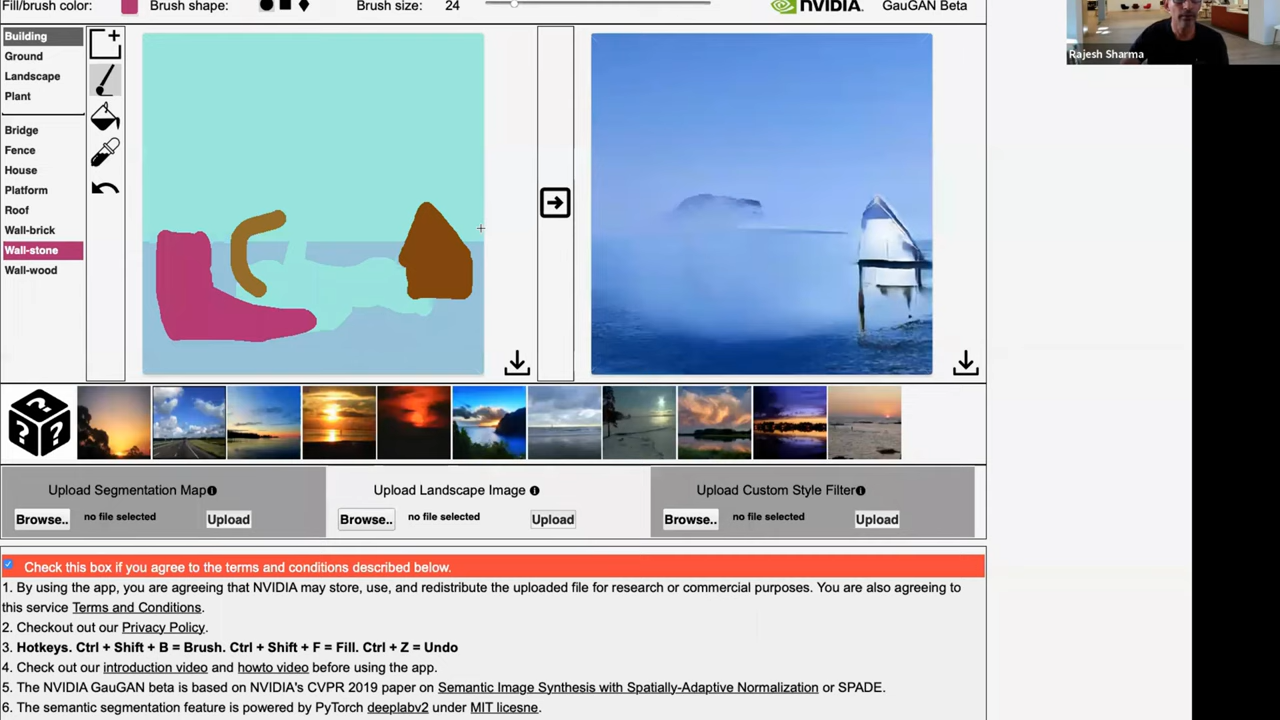 Fill/brush color: Brush shape: Brush size: 24 NVIDIA. GauGAN Beta
Rajesh Sharma
Building
Ground
Landscape
Plant
Bridge
Fence
House
Platform
Roof
Wall-brick
Wall-stone
Wall-wood
? ? ?
Upload Segmentation Map Upload Landscape Image Upload Custom Style Filter
Browse.. no file selected Upload Browse.. no file selected Upload Browse.. no file selected Upload
Check this box if you agree to the terms and conditions described below.
1. By using the app, you are agreeing that NVIDIA may store, use, and redistribute the uploaded file for research or commercial purposes. You are also agreeing to
this service Terms and Conditions.
2. Checkout out our Privacy Policy.
3. Hotkeys. Ctrl + Shift + B = Brush. Ctrl + Shift + F = Fill. Ctrl + Z = Undo
4. Check out our introduction video and howto video before using the app.
5. The NVIDIA GauGAN beta is based on NVIDIA's CVPR 2019 paper on Semantic Image Synthesis with Spatially-Adaptive Normalization or SPADE.
6. The semantic segmentation feature is powered by PyTorch deeplabv2 under MIT licesne.